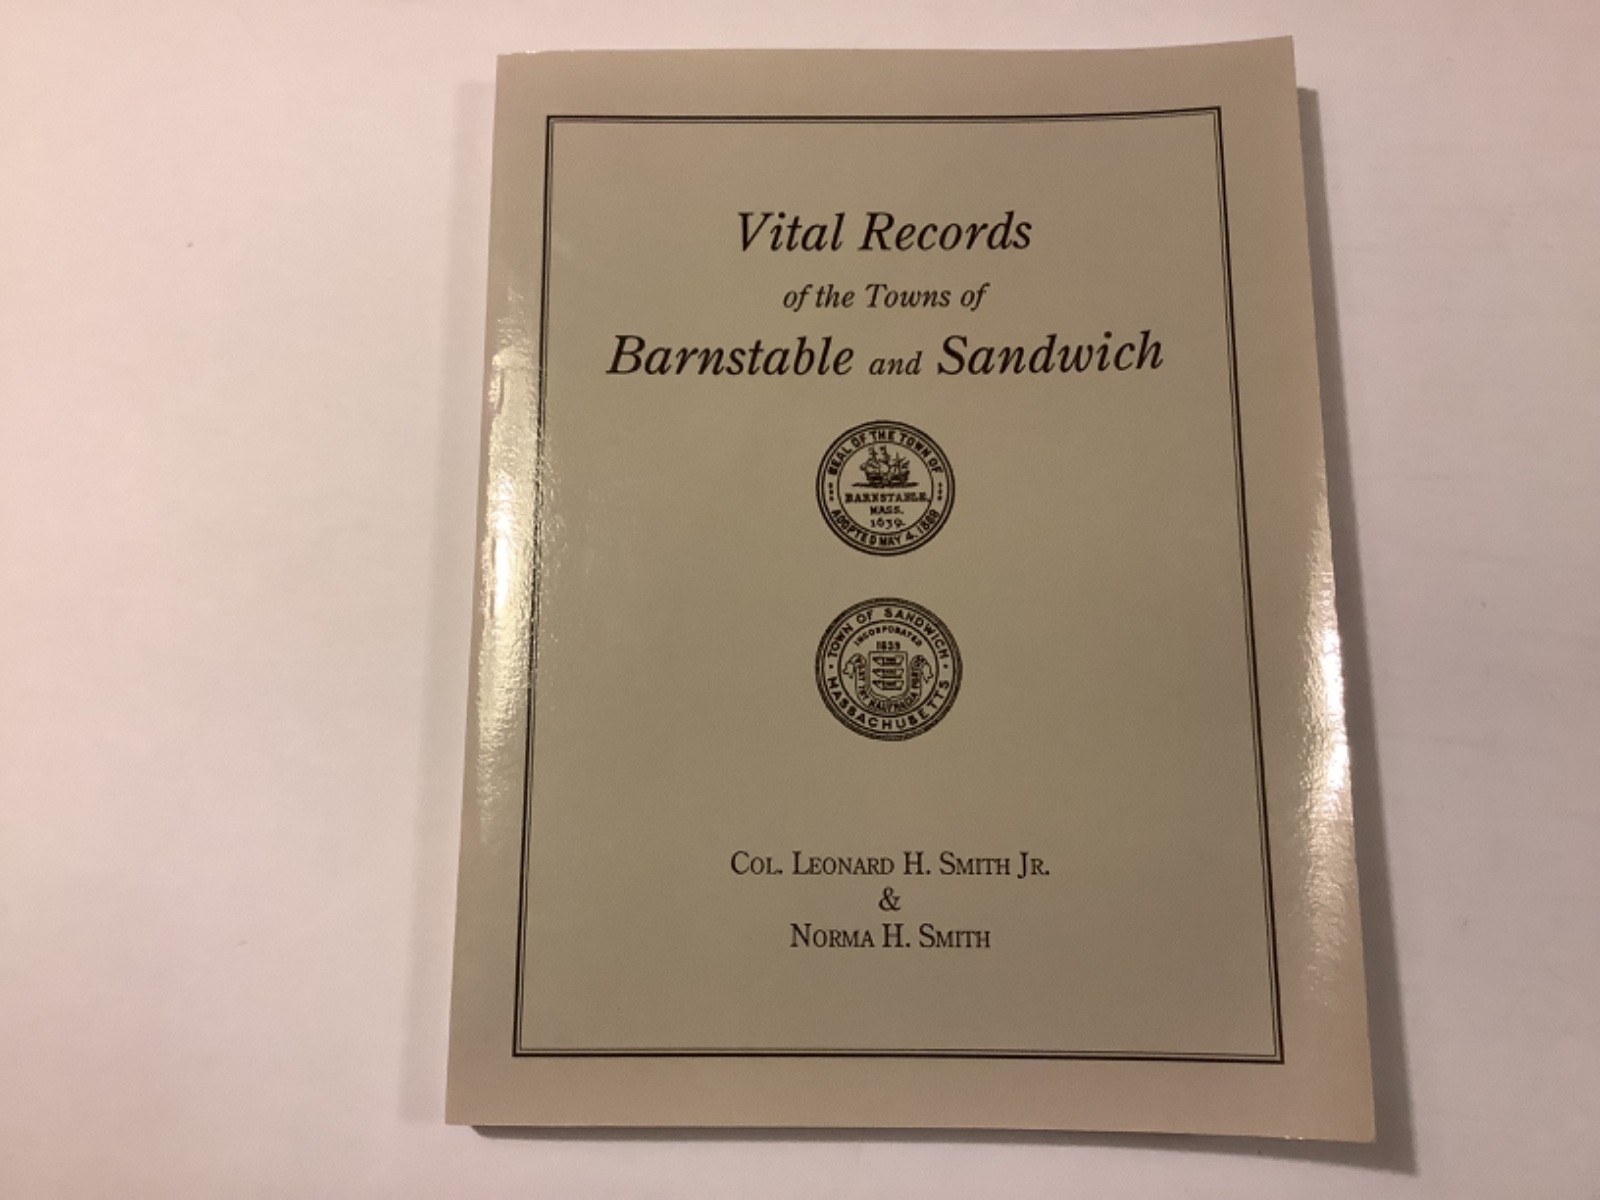 Vital Records
of the Towns of
Barnstable and Sandwich
SEAL OF THE TOWN OF
BARNSTABLE,
MASS.
1639.
ADOPTED MAY 4, 1889
TOWN OF SANDWICH
INCORPORATED
1639
MASSACHUSETTS
COL. LEONARD H. SMITH JR.
&
NORMA H. SMITH